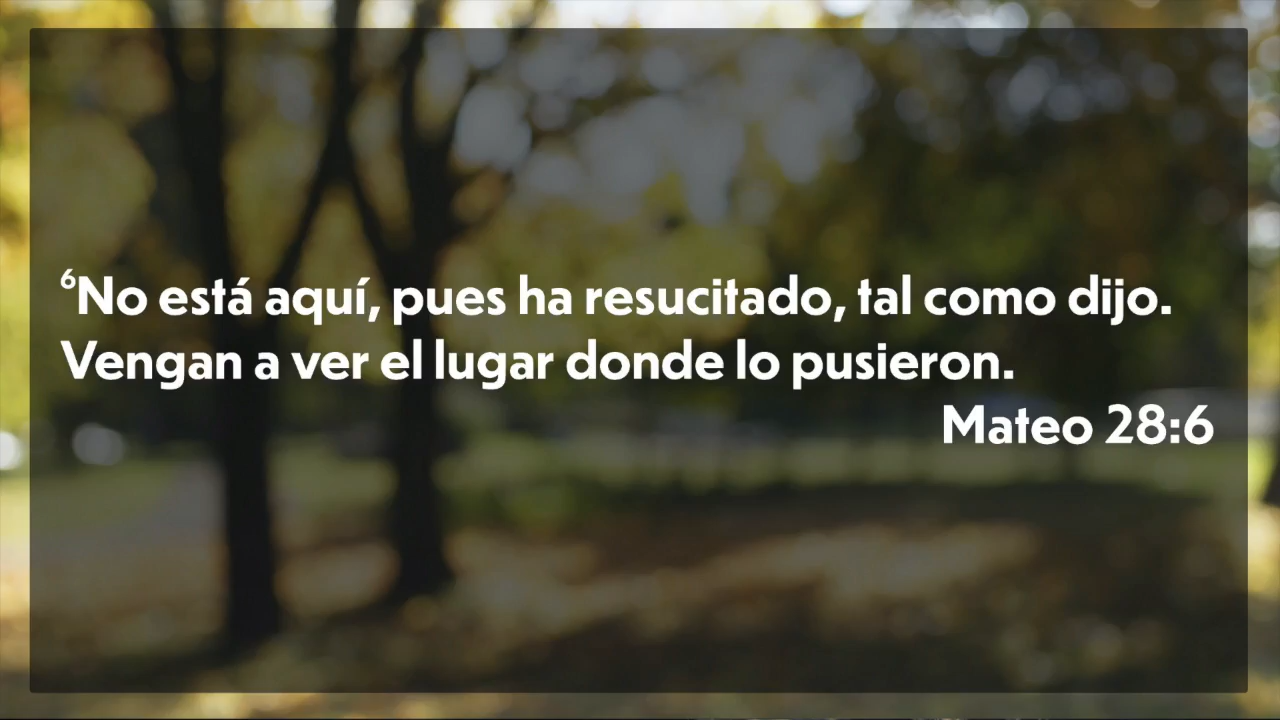 ⁶No está aquí, pues ha resucitado, tal como dijo.
Vengan a ver el lugar donde lo pusieron.
Mateo 28:6